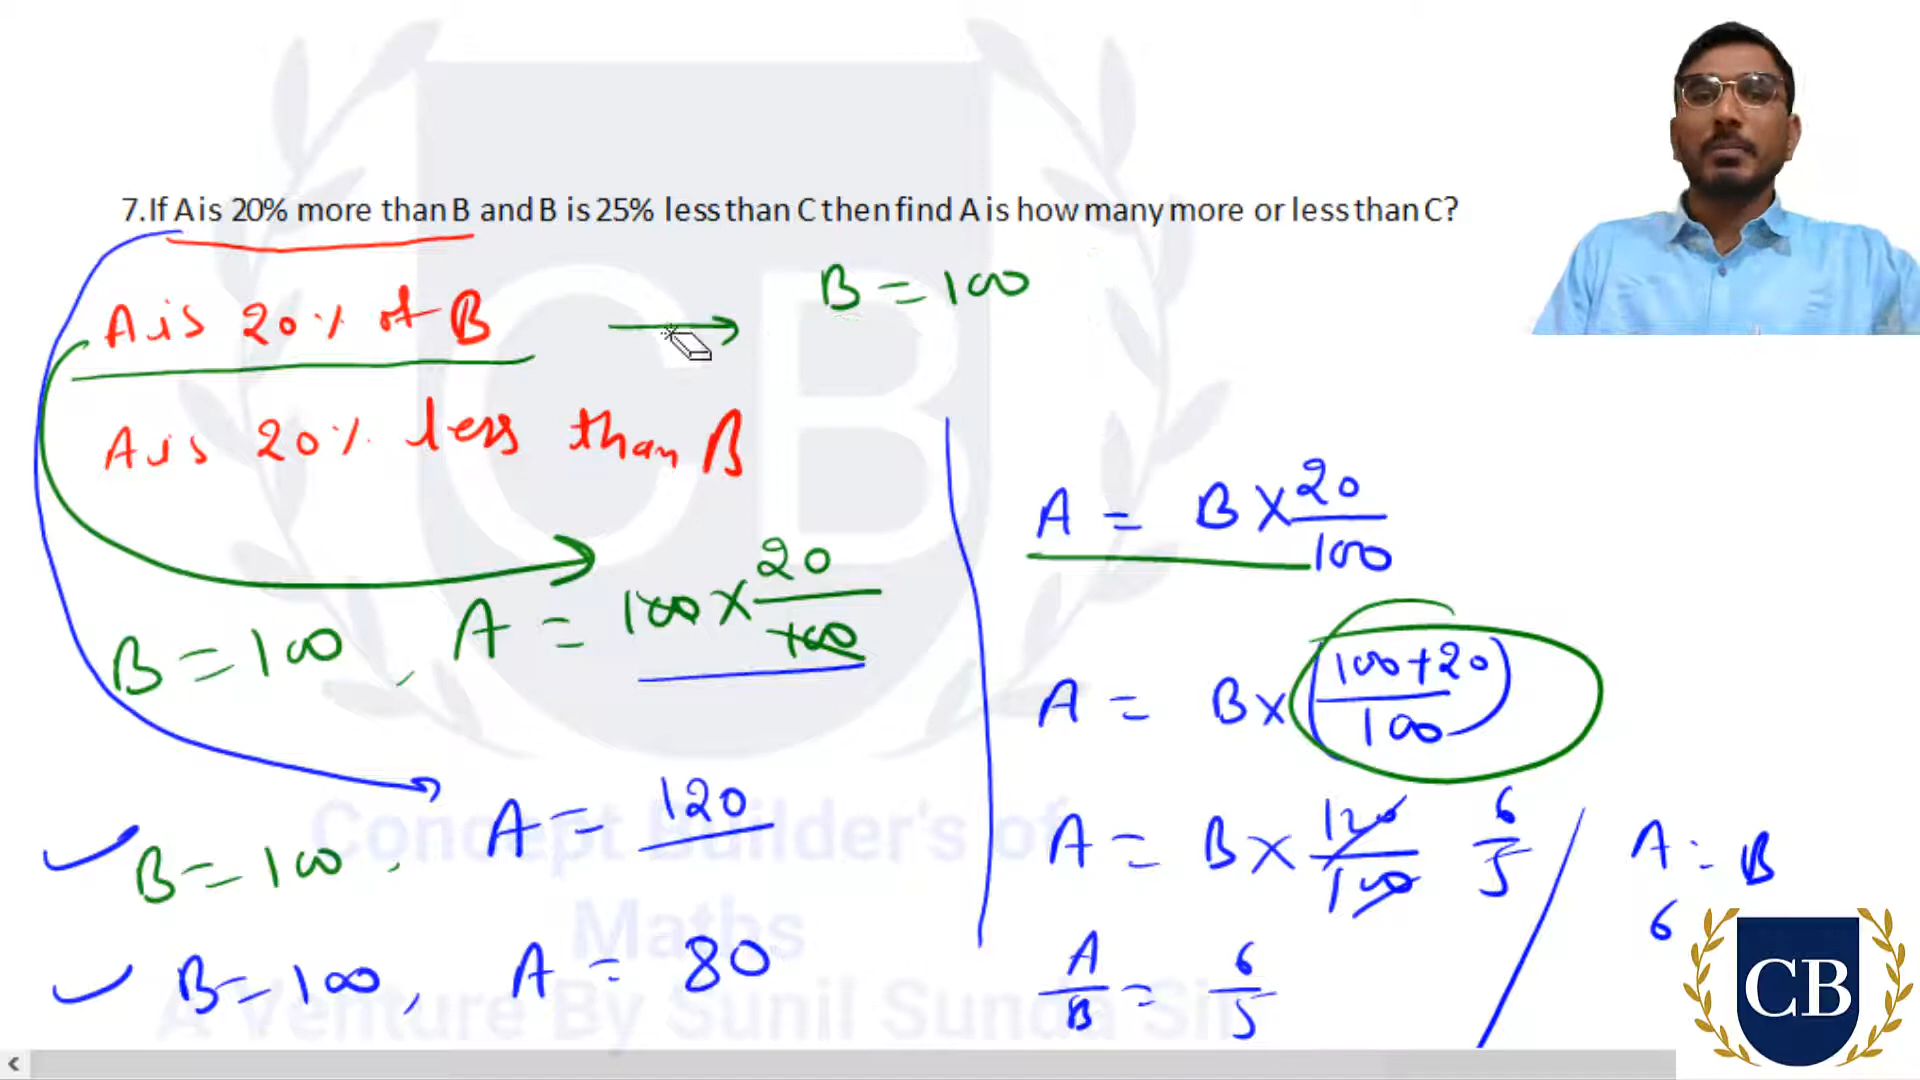 7.If A is 20% more than B and B is 25% less than C then find A is how many more or less than C?
B = 100
A is 20% of B
A is 20% less than B
A = B × 20/100
A = 100 × 20/100
B = 100 ,
A = B × (100+20/100)
A = 120
B = 100 ,
A = B × 120/100 6/5
A : B
6
B = 100 , A = 80
A/B = 6/5
Concept Builder's of
Maths
A Venture By Sunil Sunda Sir
CB
CB